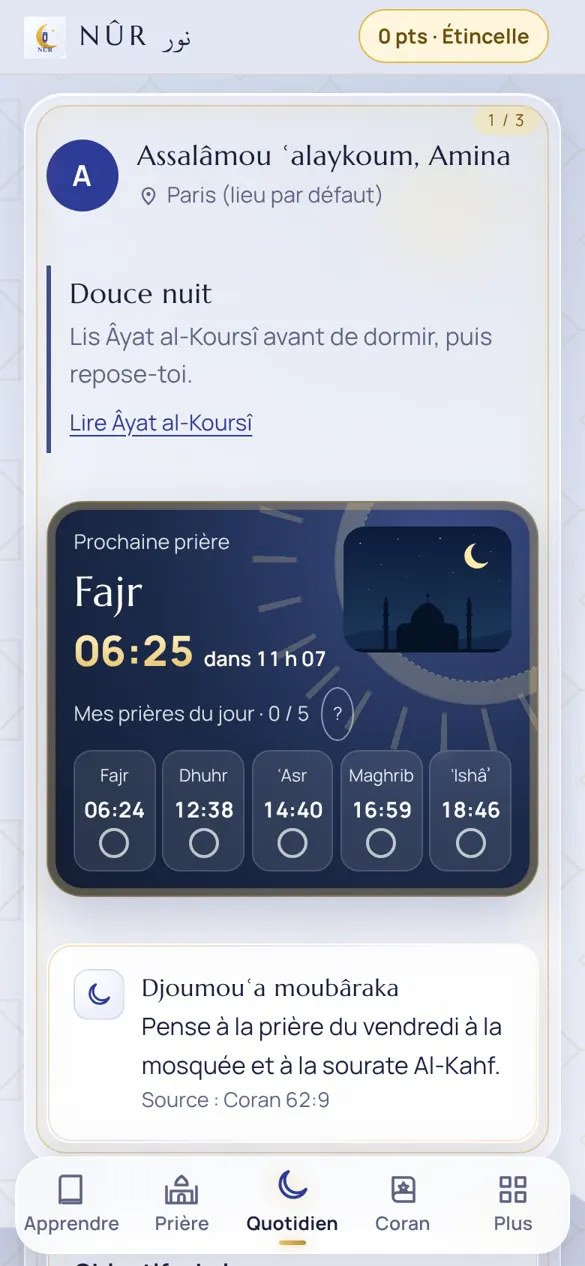 NÛR نور
0 pts · Étincelle
1 / 3
A
Assalâmou ʿalaykoum, Amina
Paris (lieu par défaut)
Douce nuit
Lis Âyat al-Koursî avant de dormir, puis
repose-toi.
Lire Âyat al-Koursî
Prochaine prière
Fajr
06:25 dans 11 h 07
Mes prières du jour · 0 / 5 ?
Fajr Dhuhr ʿAsr Maghrib ʿIshâʾ
06:24 12:38 14:40 16:59 18:46
Djoumouʿa moubâraka
Pense à la prière du vendredi à la
mosquée et à la sourate Al-Kahf.
Source : Coran 62:9
Apprendre Prière Quotidien Coran Plus